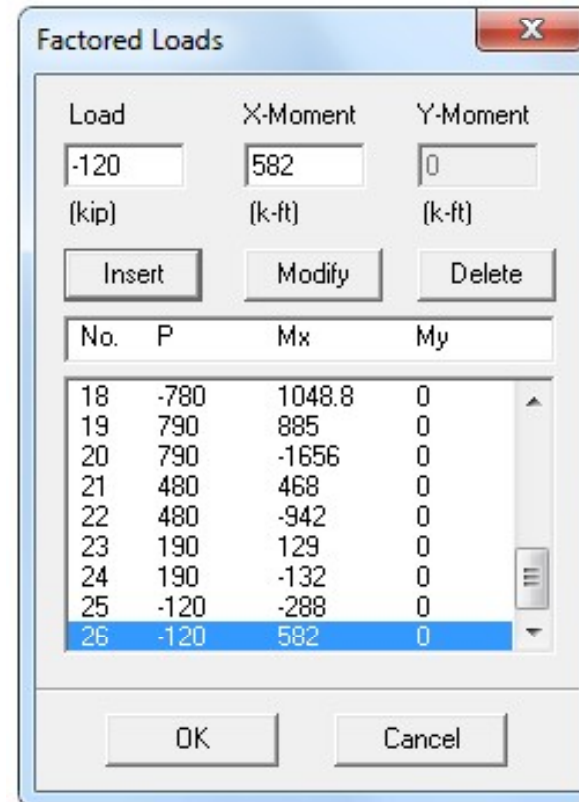 Factored Loads
Load X-Moment Y-Moment
-120 582 0
(kip) (k-ft) (k-ft)
Insert Modify Delete
No. P Mx My
18 -780 1048.8 0
19 790 885 0
20 790 -1656 0
21 480 468 0
22 480 -942 0
23 190 129 0
24 190 -132 0
25 -120 -288 0
26 -120 582 0
OK Cancel